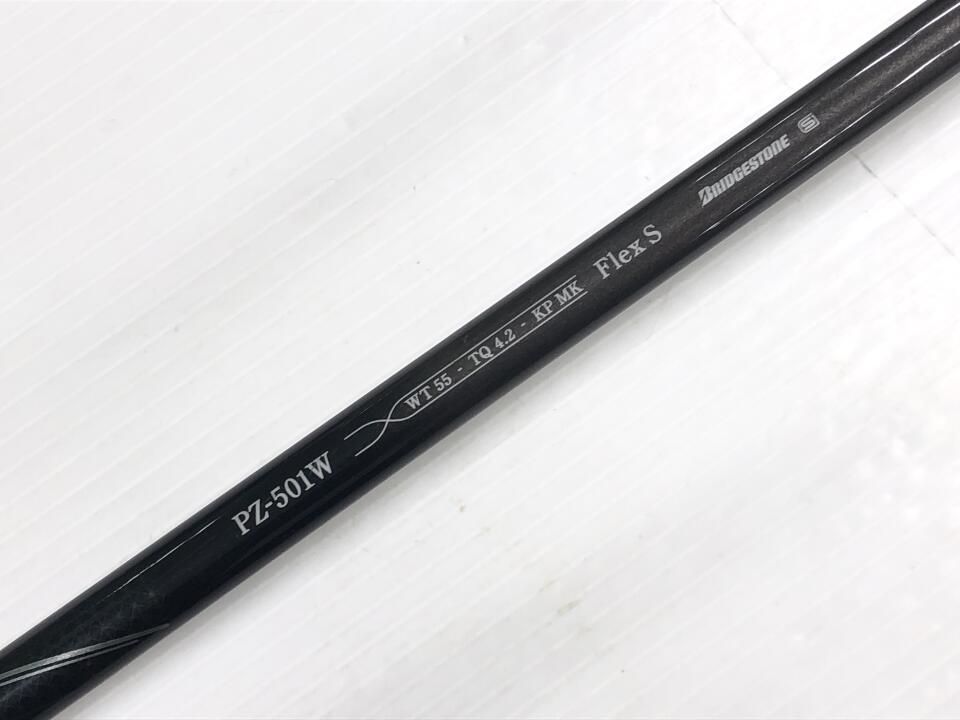 PZ-501W WT 55 - TQ 4.2 - KP MK Flex S BRIDGESTONE S